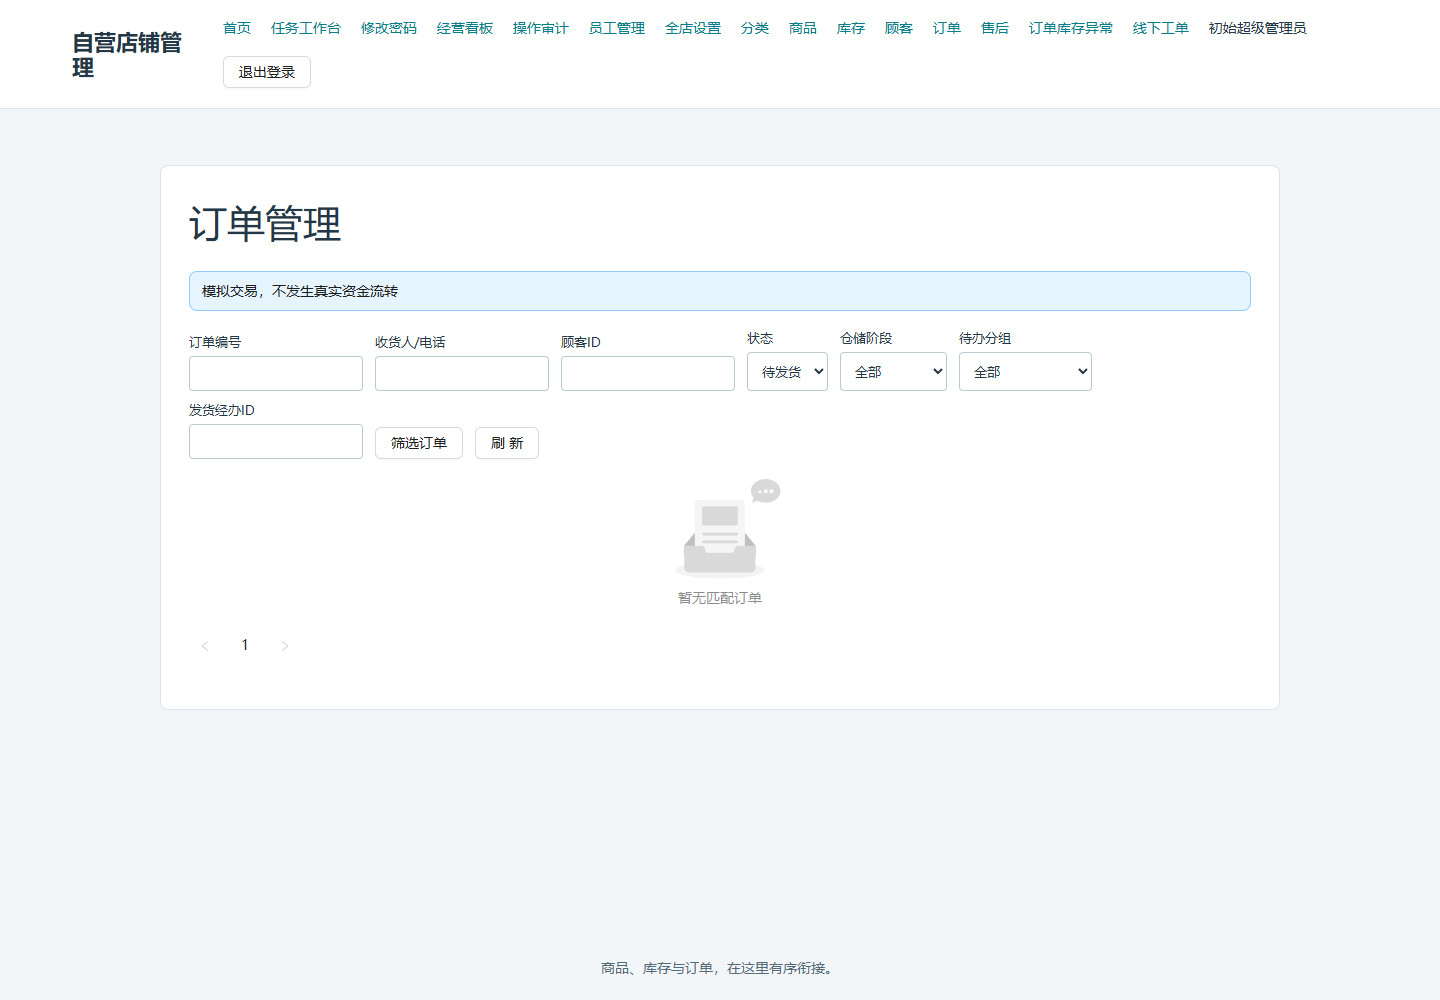 自营店铺管理
首页 任务工作台 修改密码 经营看板 操作审计 员工管理 全店设置 分类 商品 库存 顾客 订单 售后 订单库存异常 线下工单 初始超级管理员
退出登录
订单管理
模拟交易，不发生真实资金流转
订单编号 收货人/电话 顾客ID 状态 仓储阶段 待办分组
待发货 全部 全部
发货经办ID
筛选订单 刷 新
暂无匹配订单
1
商品、库存与订单，在这里有序衔接。